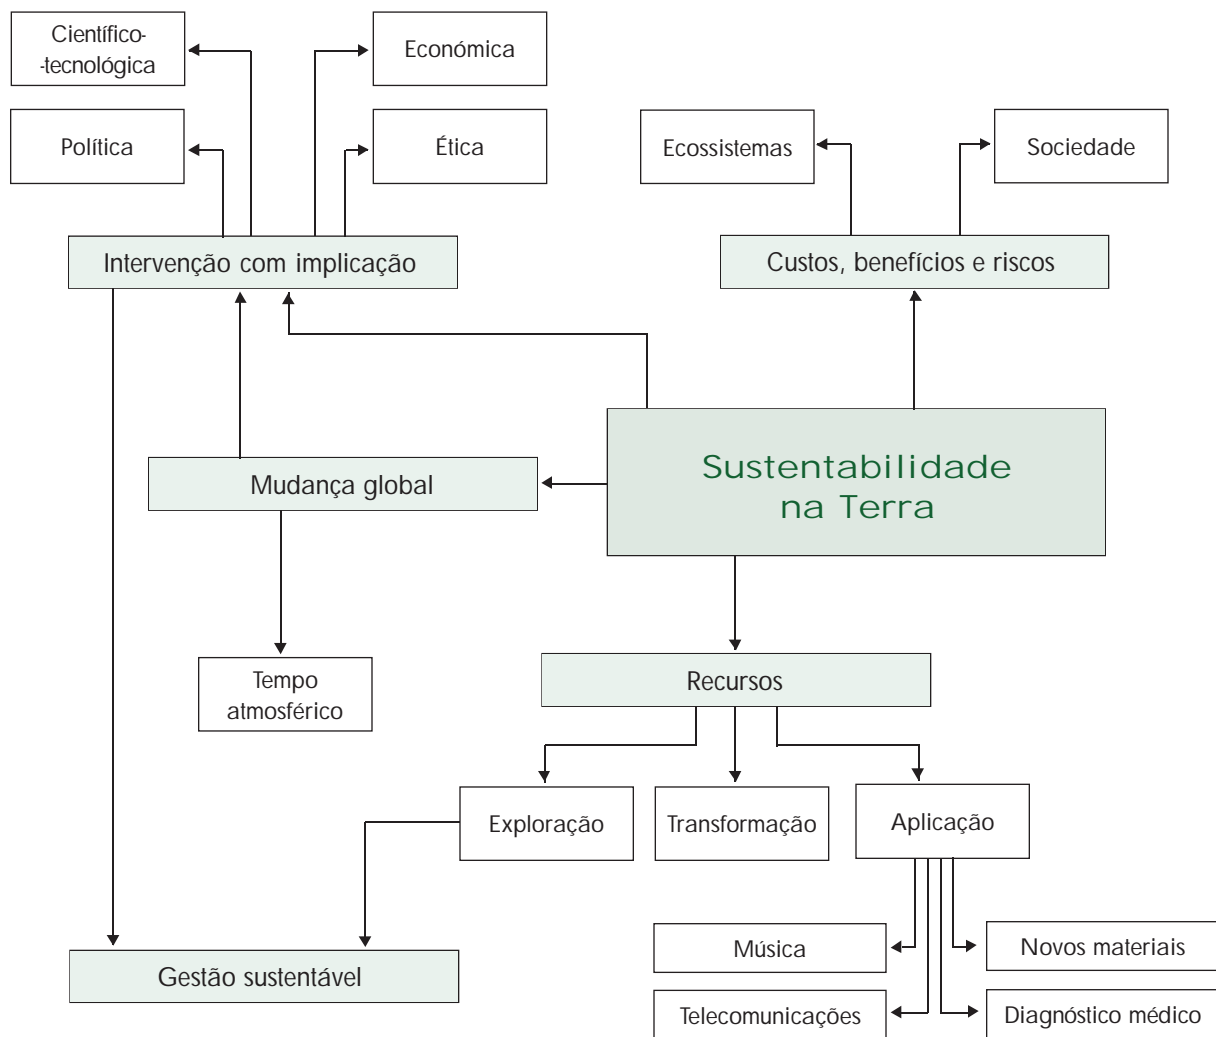 Científico-
-tecnológica
Económica
Política
Ética
Ecossistemas
Sociedade
Intervenção com implicação
Custos, benefícios e riscos
Mudança global
Sustentabilidade
na Terra
Tempo
atmosférico
Recursos
Exploração
Transformação
Aplicação
Gestão sustentável
Música
Novos materiais
Telecomunicações
Diagnóstico médico